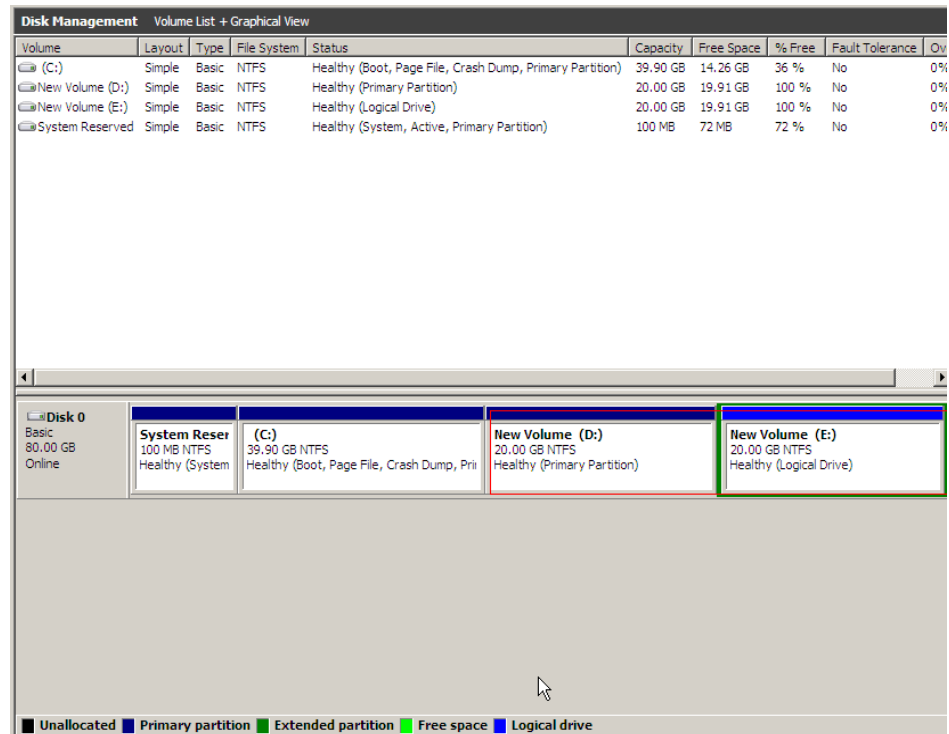 Disk Management Volume List + Graphical View
Volume Layout Type File System Status Capacity Free Space % Free Fault Tolerance Ov
(C:) Simple Basic NTFS Healthy (Boot, Page File, Crash Dump, Primary Partition) 39.90 GB 14.26 GB 36 % No 0%
New Volume (D:) Simple Basic NTFS Healthy (Primary Partition) 20.00 GB 19.91 GB 100 % No 0%
New Volume (E:) Simple Basic NTFS Healthy (Logical Drive) 20.00 GB 19.91 GB 100 % No 0%
System Reserved Simple Basic NTFS Healthy (System, Active, Primary Partition) 100 MB 72 MB 72 % No 0%
Disk 0
Basic
80.00 GB
Online
System Reser
100 MB NTFS
Healthy (System
(C:)
39.90 GB NTFS
Healthy (Boot, Page File, Crash Dump, Pri
New Volume (D:)
20.00 GB NTFS
Healthy (Primary Partition)
New Volume (E:)
20.00 GB NTFS
Healthy (Logical Drive)
Unallocated Primary partition Extended partition Free space Logical drive